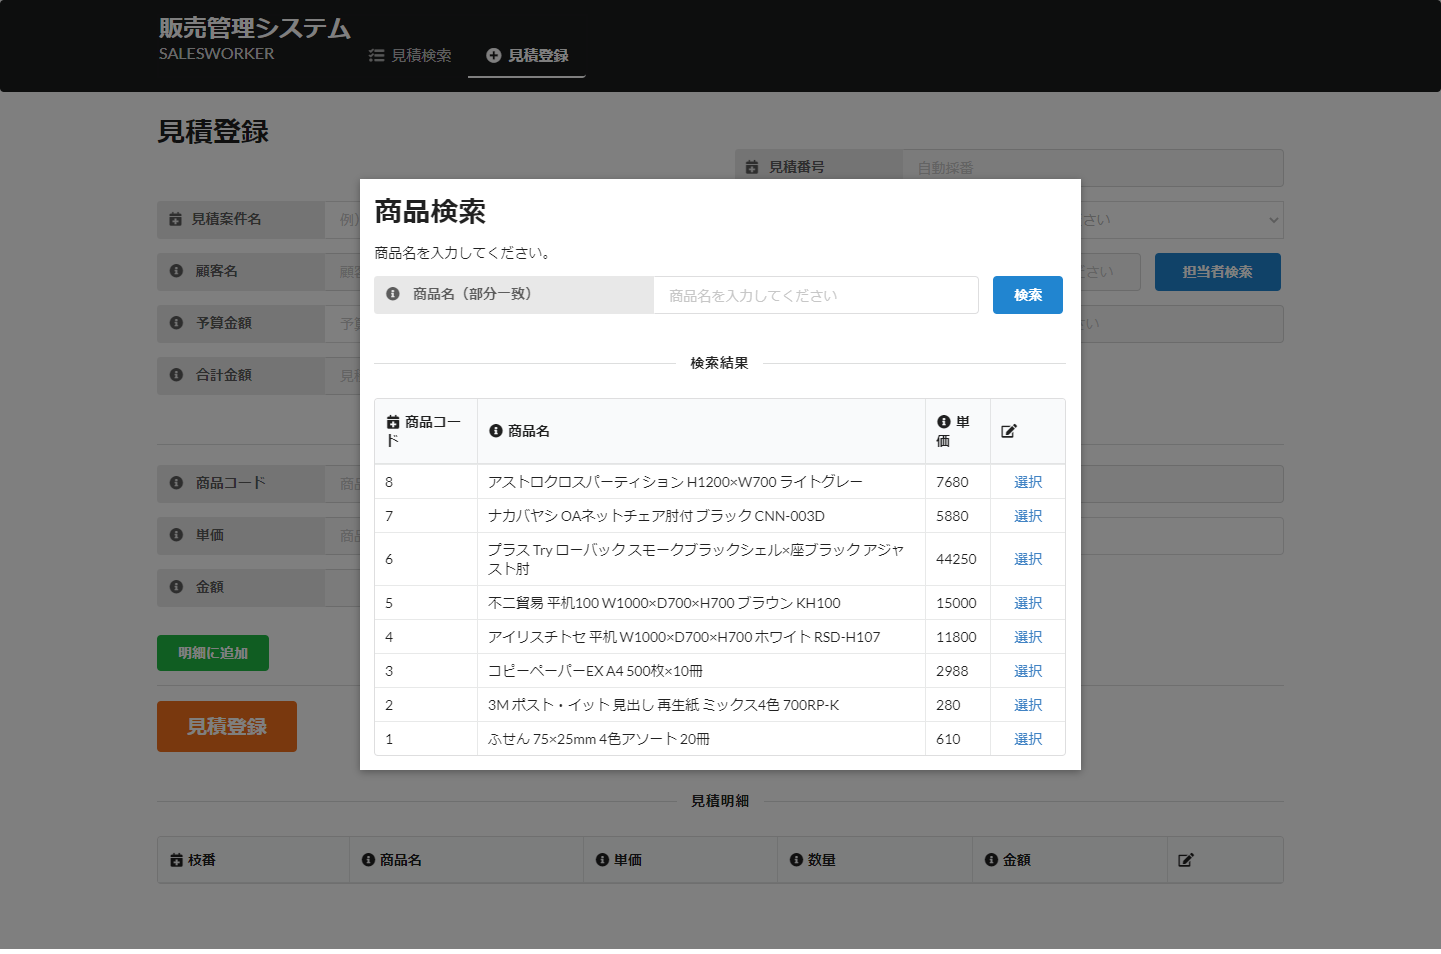 販売管理システム
SALESWORKER
見積検索
見積登録
見積登録
見積番号
自動採番
見積案件名
例)
さい
顧客名
顧客
ださい
担当者検索
予算金額
予算
い
合計金額
見積
商品コード
商品
単価
商品
金額
明細に追加
見積登録
商品検索
商品名を入力してください。
商品名（部分一致）
商品名を入力してください
検索
検索結果
商品コード 商品名 単価
8 アストロクロスパーティション H1200×W700 ライトグレー 7680 選択
7 ナカバヤシ OAネットチェア肘付 ブラック CNN-003D 5880 選択
6 プラス Try ローバック スモークブラックシェル×座ブラック アジャ
スト肘 44250 選択
5 不二貿易 平机100 W1000×D700×H700 ブラウン KH100 15000 選択
4 アイリスチトセ 平机 W1000×D700×H700 ホワイト RSD-H107 11800 選択
3 コピーペーパーEX A4 500枚×10冊 2988 選択
2 3M ポスト・イット 見出し 再生紙 ミックス4色 700RP-K 280 選択
1 ふせん 75×25mm 4色アソート 20冊 610 選択
見積明細
枝番 商品名 単価 数量 金額